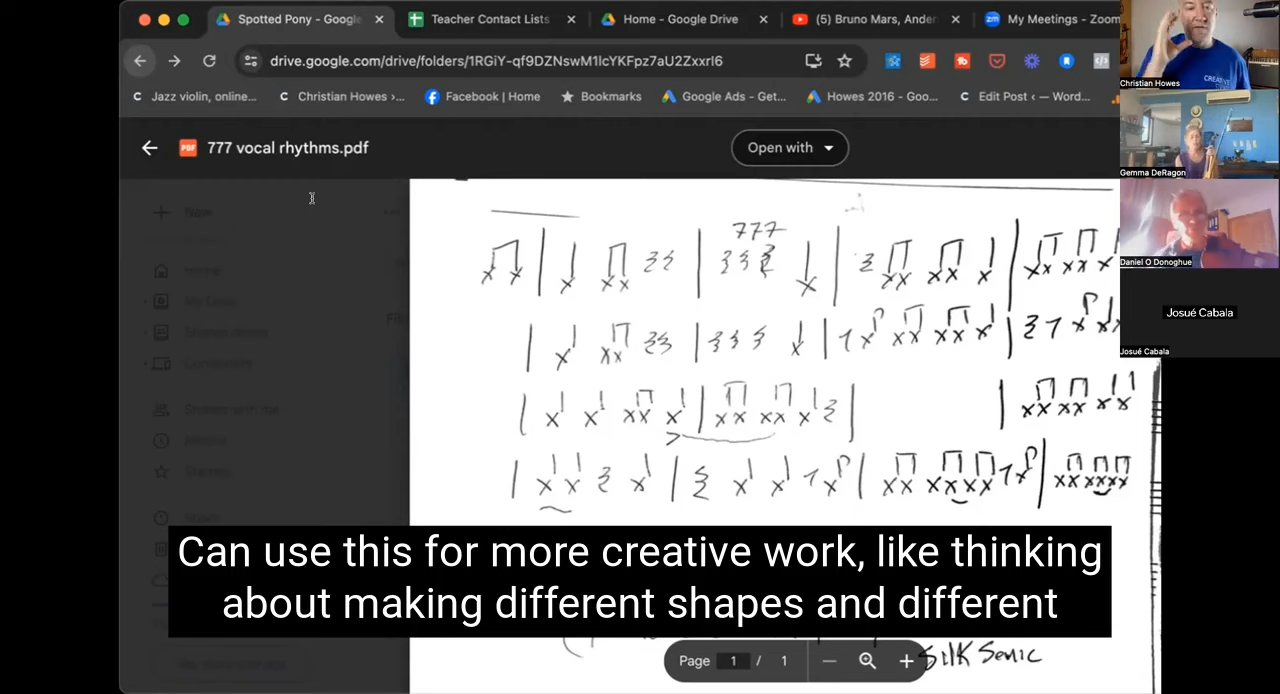 Spotted Pony - Google
Teacher Contact Lists
Home - Google Drive
(5) Bruno Mars, Ander
My Meetings - Zoom
drive.google.com/drive/folders/1RGiY-qf9DZNswM1lcYKFpz7aU2Zxxrl6
Jazz violin, online...
Christian Howes ›...
Facebook | Home
Bookmarks
Google Ads - Get...
Howes 2016 - Goo...
Edit Post ‹ — Word...
PDF 777 vocal rhythms.pdf
Open with
777
Christian Howes
Gemma DeRagon
Daniel O Donoghue
Josué Cabala
Josué Cabala
Can use this for more creative work, like thinking
about making different shapes and different
Page 1 / 1
Silk Sonic